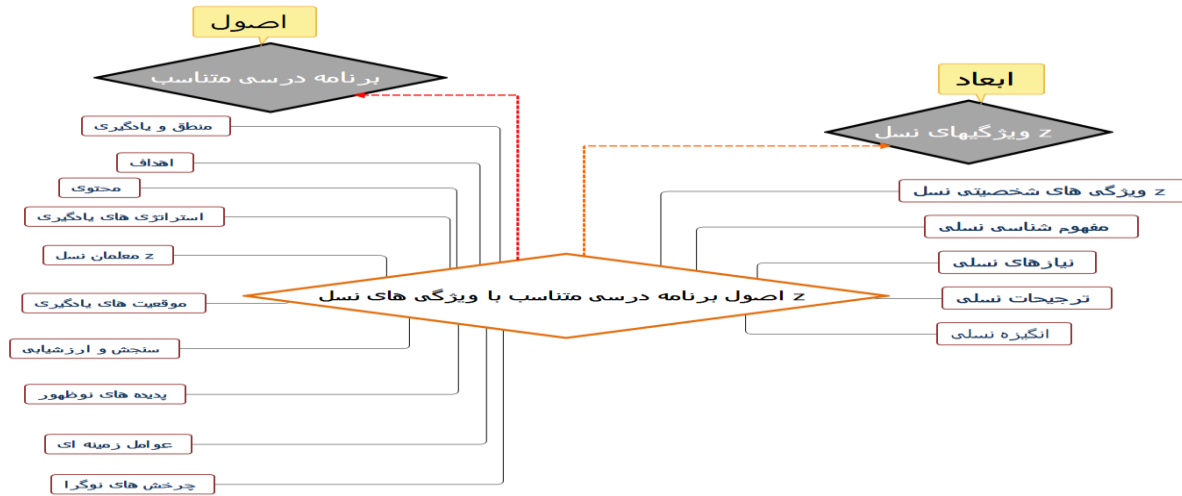 اصول
برنامه درسی متناسب
ابعاد
ویژگیهای نسل z
ویژگی های شخصیتی نسل z
مفهوم شناسی نسلی
نیازهای نسلی
ترجیحات نسلی
انگیزه نسلی
اصول برنامه درسی متناسب با ویژگی های نسل z
منطق و یادگیری
اهداف
محتوی
استراتژی های یادگیری
معلمان نسل z
موقعیت های یادگیری
سنجش و ارزشیابی
پدیده های نوظهور
عوامل زمینه ای
چرخش های نوگرا